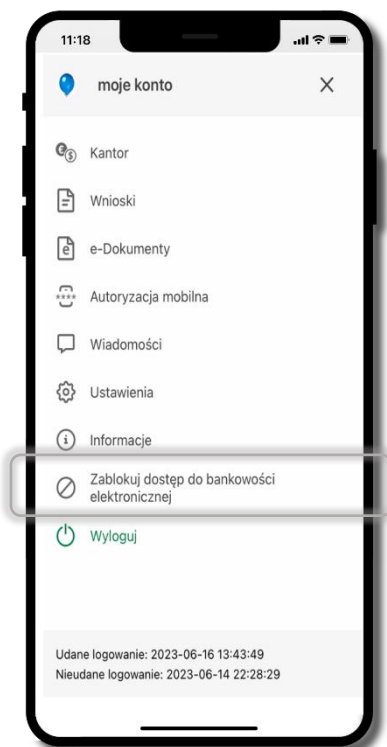 11:18
moje konto
Kantor
Wnioski
e-Dokumenty
Autoryzacja mobilna
Wiadomości
Ustawienia
Informacje
Zablokuj dostęp do bankowości
elektronicznej
Wyloguj
Udane logowanie: 2023-06-16 13:43:49
Nieudane logowanie: 2023-06-14 22:28:29